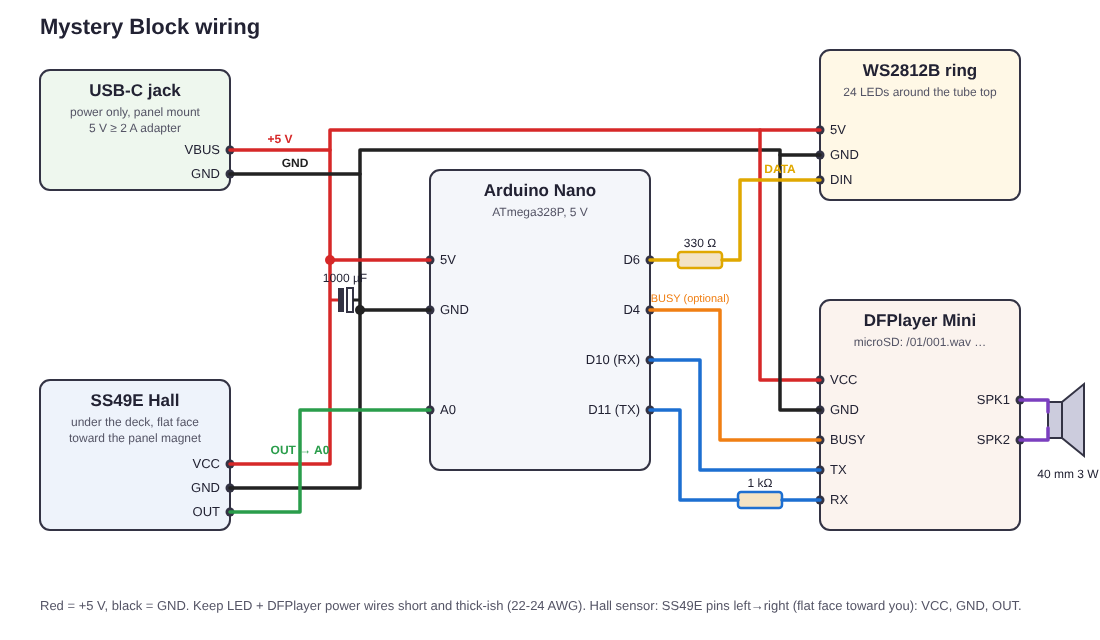 Mystery Block wiring
USB-C jack
power only, panel mount
5 V ≥ 2 A adapter
VBUS
GND
+5 V
GND
WS2812B ring
24 LEDs around the tube top
5V
GND
DIN
DATA
Arduino Nano
ATmega328P, 5 V
5V
GND
A0
D6
D4
D10 (RX)
D11 (TX)
330 Ω
BUSY (optional)
1000 µF
1 kΩ
SS49E Hall
under the deck, flat face
toward the panel magnet
VCC
GND
OUT
OUT → A0
DFPlayer Mini
microSD: /01/001.wav …
VCC
GND
BUSY
TX
RX
SPK1
SPK2
40 mm 3 W
Red = +5 V, black = GND. Keep LED + DFPlayer power wires short and thick-ish (22-24 AWG). Hall sensor: SS49E pins left→right (flat face toward you): VCC, GND, OUT.